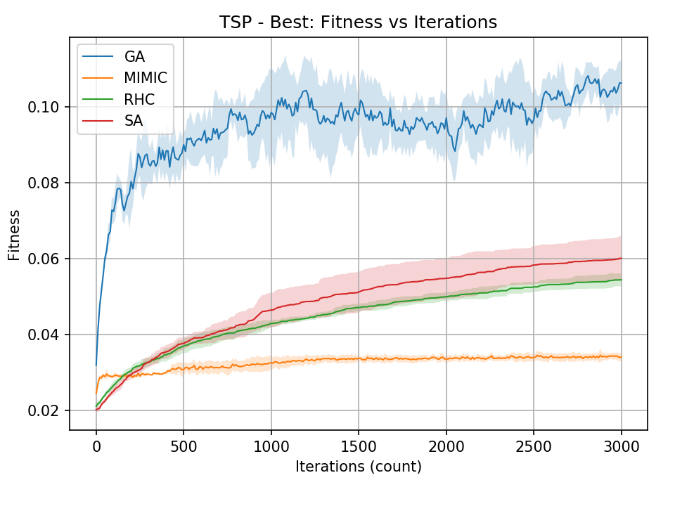 TSP - Best: Fitness vs Iterations
GA
MIMIC
RHC
SA
0.10
0.08
0.06
0.04
0.02
Fitness
0 500 1000 1500 2000 2500 3000
Iterations (count)